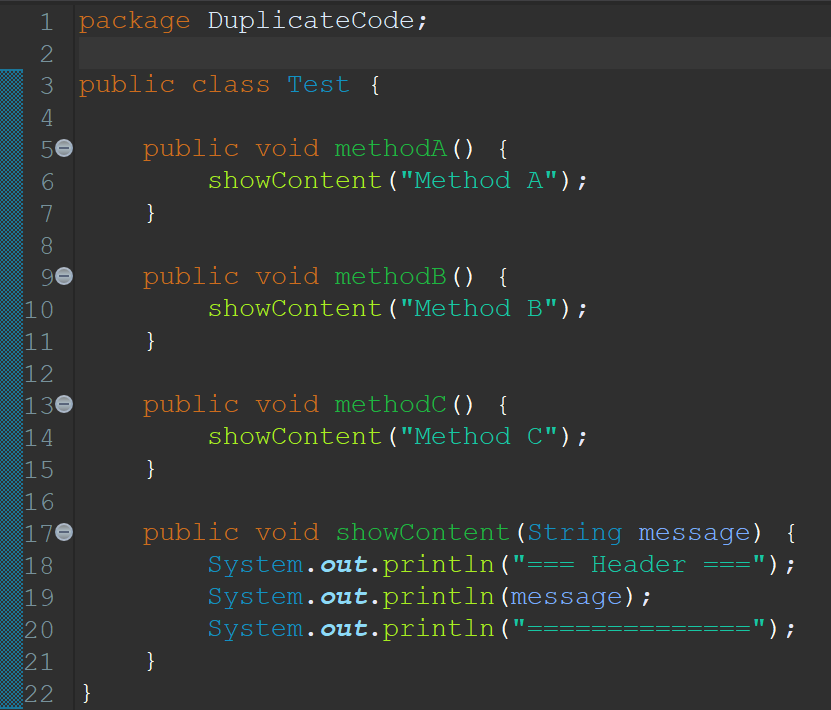 1 package DuplicateCode;
2
3 public class Test {
4
5     public void methodA() {
6         showContent("Method A");
7     }
8
9     public void methodB() {
10         showContent("Method B");
11     }
12
13     public void methodC() {
14         showContent("Method C");
15     }
16
17     public void showContent(String message) {
18         System.out.println("=== Header ===");
19         System.out.println(message);
20         System.out.println("==============");
21     }
22 }